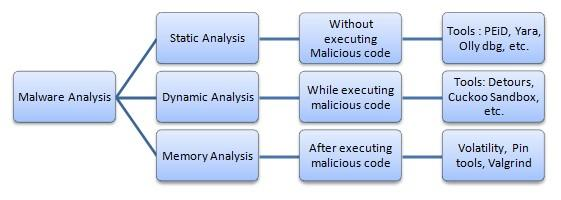 Static Analysis
Without
executing
Malicious code
Tools : PEiD, Yara,
Olly dbg, etc.
Malware Analysis
Dynamic Analysis
While executing
malicious code
Tools: Detours,
Cuckoo Sandbox,
etc.
Memory Analysis
After executing
malicious code
Volatility, Pin
tools, Valgrind